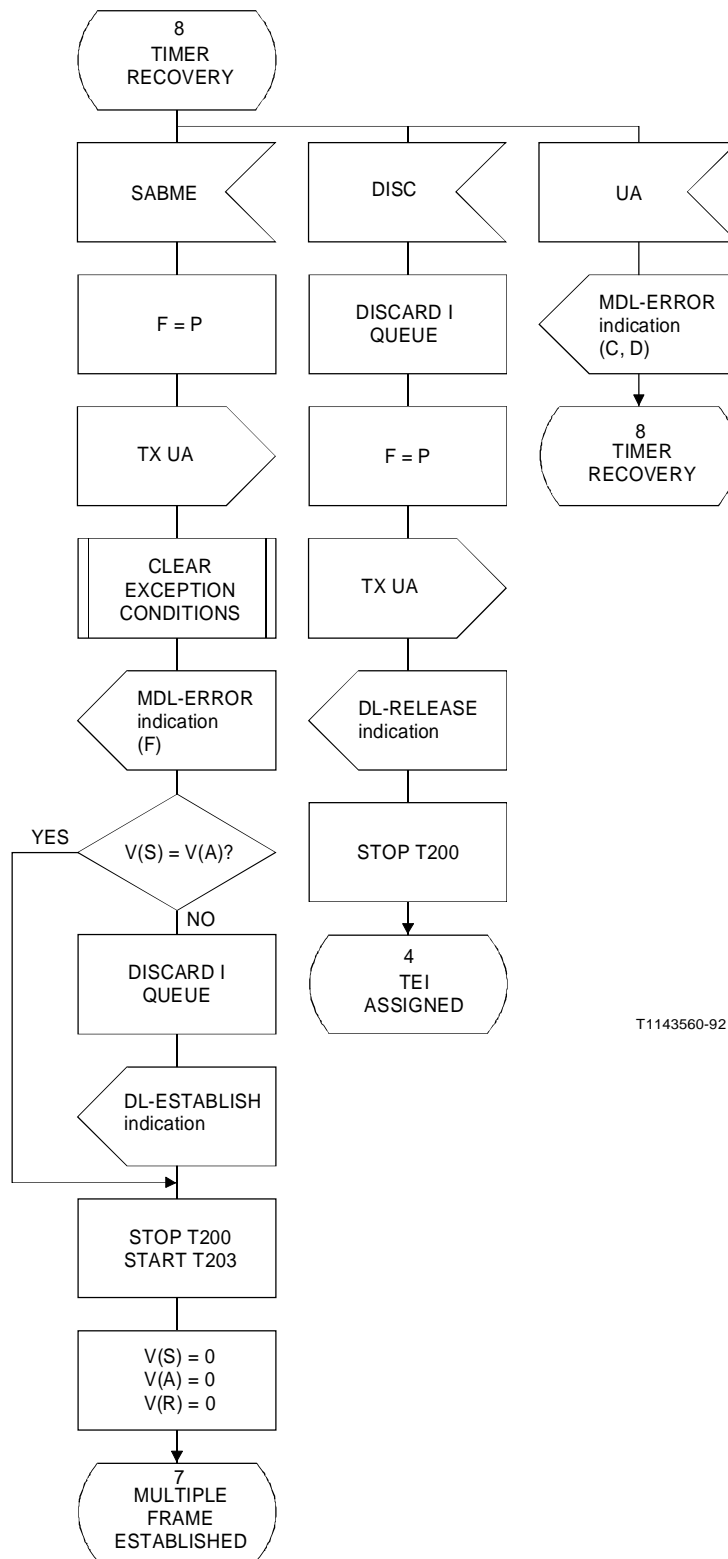 8
TIMER
RECOVERY
SABME
F = P
TX UA
CLEAR
EXCEPTION
CONDITIONS
MDL-ERROR
indication
(F)
YES
V(S) = V(A)?
NO
DISCARD I
QUEUE
DL-ESTABLISH
indication
STOP T200
START T203
V(S) = 0
V(A) = 0
V(R) = 0
7
MULTIPLE
FRAME
ESTABLISHED
DISC
DISCARD I
QUEUE
F = P
TX UA
DL-RELEASE
indication
STOP T200
4
TEI
ASSIGNED
UA
MDL-ERROR
indication
(C, D)
8
TIMER
RECOVERY
T1143560-92